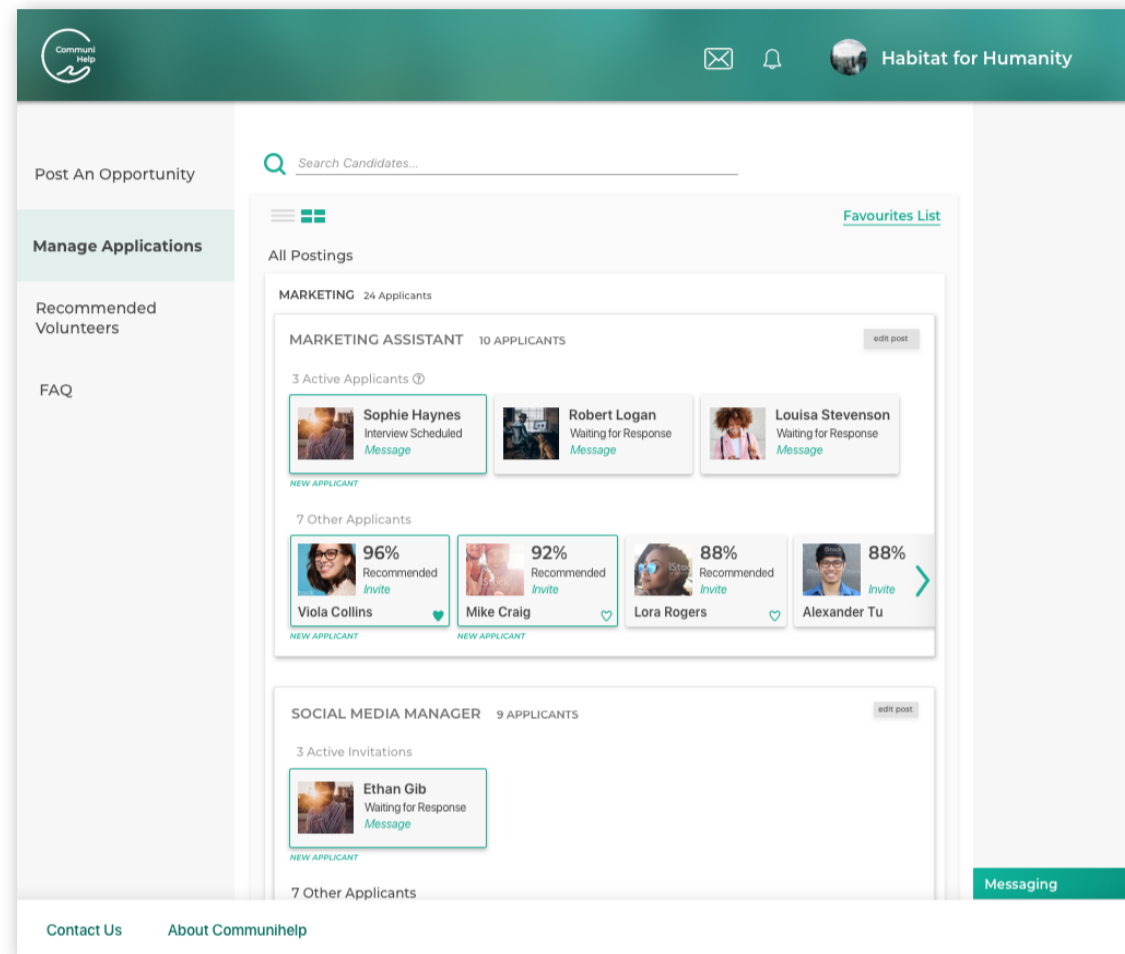 Communi
Help
Habitat for Humanity
Search Candidates...
Post An Opportunity
Manage Applications
Recommended
Volunteers
FAQ
Favourites List
All Postings
MARKETING 24 Applicants
MARKETING ASSISTANT 10 APPLICANTS
edit post
3 Active Applicants ?
Sophie Haynes
Interview Scheduled
Message
NEW APPLICANT
Robert Logan
Waiting for Response
Message
Louisa Stevenson
Waiting for Response
Message
7 Other Applicants
96%
Recommended
Invite
Viola Collins
NEW APPLICANT
92%
Recommended
Invite
Mike Craig
NEW APPLICANT
88%
Recommended
Invite
Lora Rogers
88%
Invite
Alexander Tu
SOCIAL MEDIA MANAGER 9 APPLICANTS
edit post
3 Active Invitations
Ethan Gib
Waiting for Response
Message
NEW APPLICANT
7 Other Applicants
Messaging
Contact Us
About Communihelp